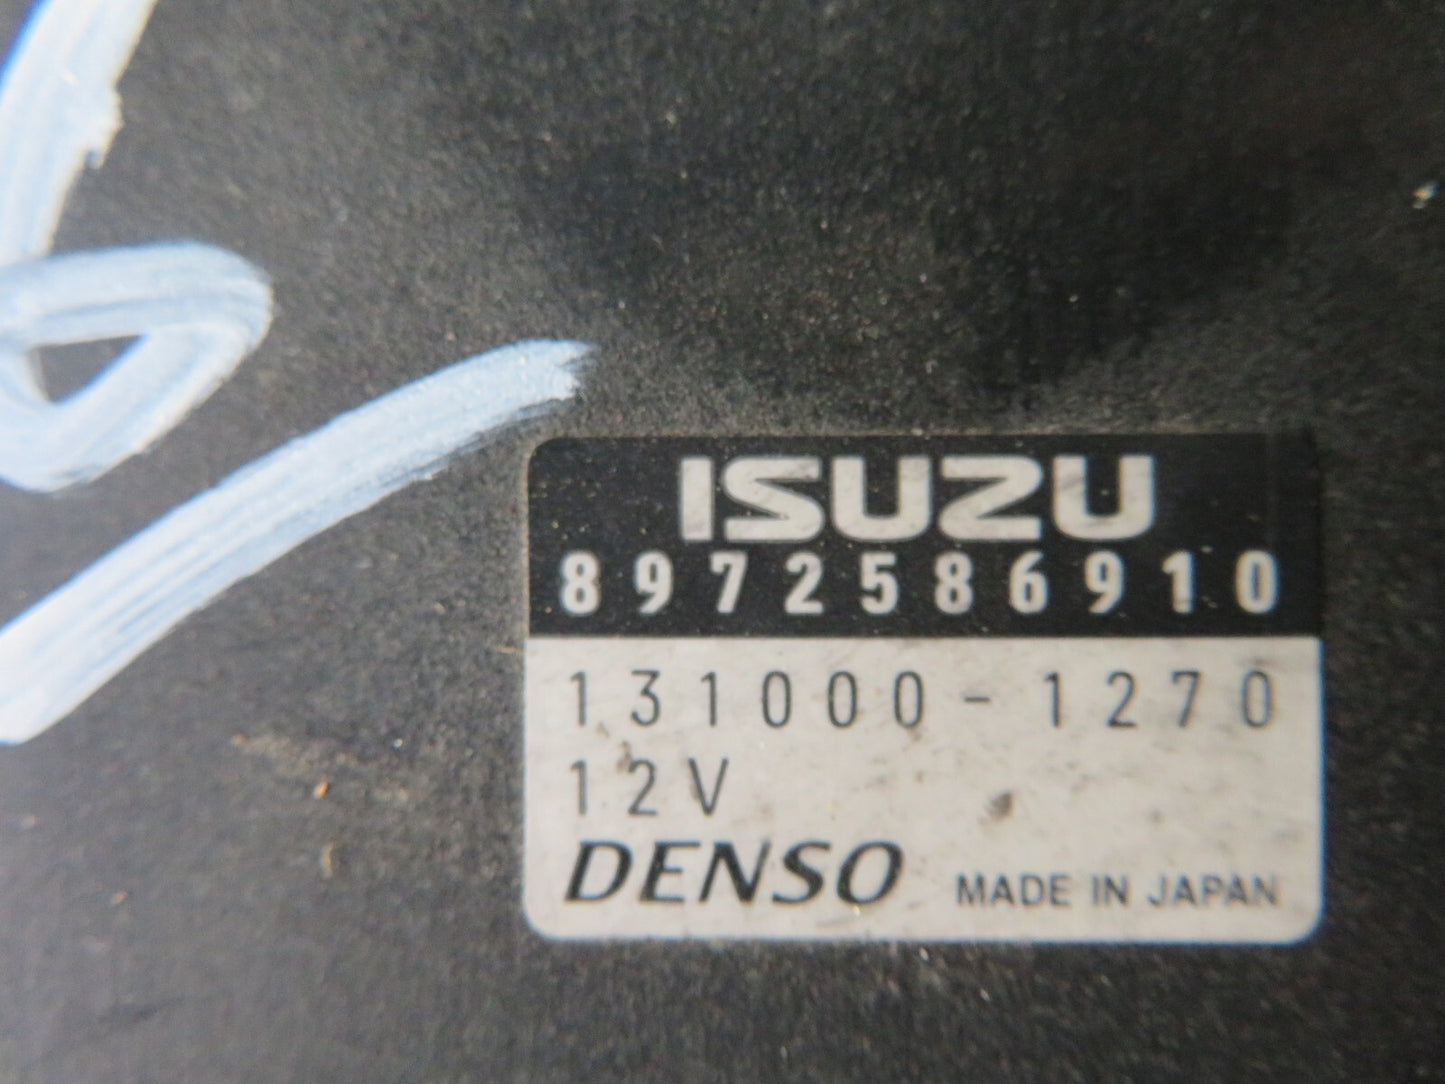 ISUZU
8972586910
131000-1270
12V
DENSO MADE IN JAPAN